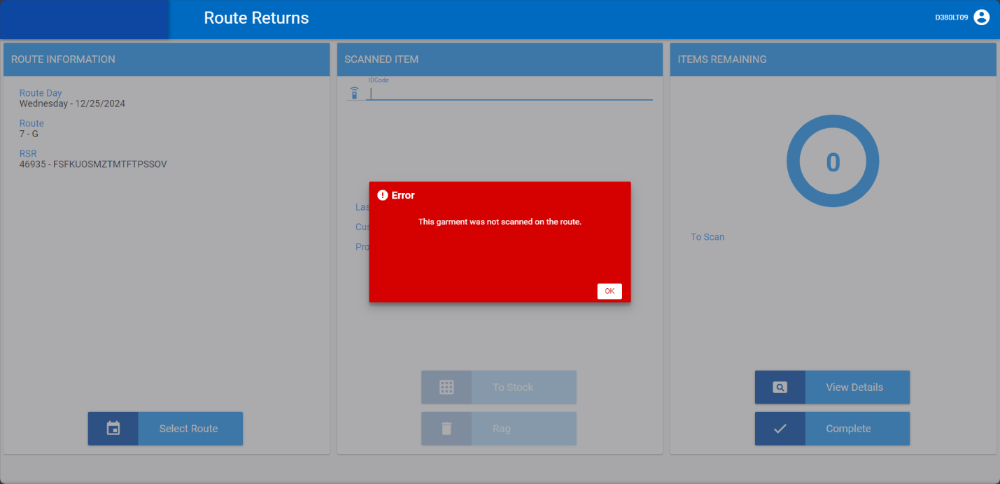 Route Returns
D380LT09
ROUTE INFORMATION
Route Day
Wednesday - 12/25/2024
Route
7 - G
RSR
46935 - FSFKUOSMZTMTFTPSSOV
Select Route
SCANNED ITEM
IDCode
Las
Cus
Pro
Error
This garment was not scanned on the route.
OK
To Stock
Rag
ITEMS REMAINING
0
To Scan
View Details
Complete